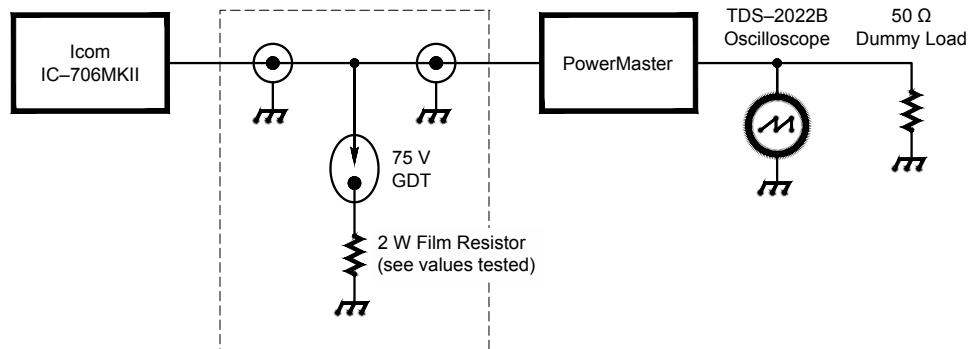 Icom
IC–706MKII
PowerMaster
TDS–2022B
Oscilloscope
50 Ω
Dummy Load
75 V
GDT
2 W Film Resistor
(see values tested)